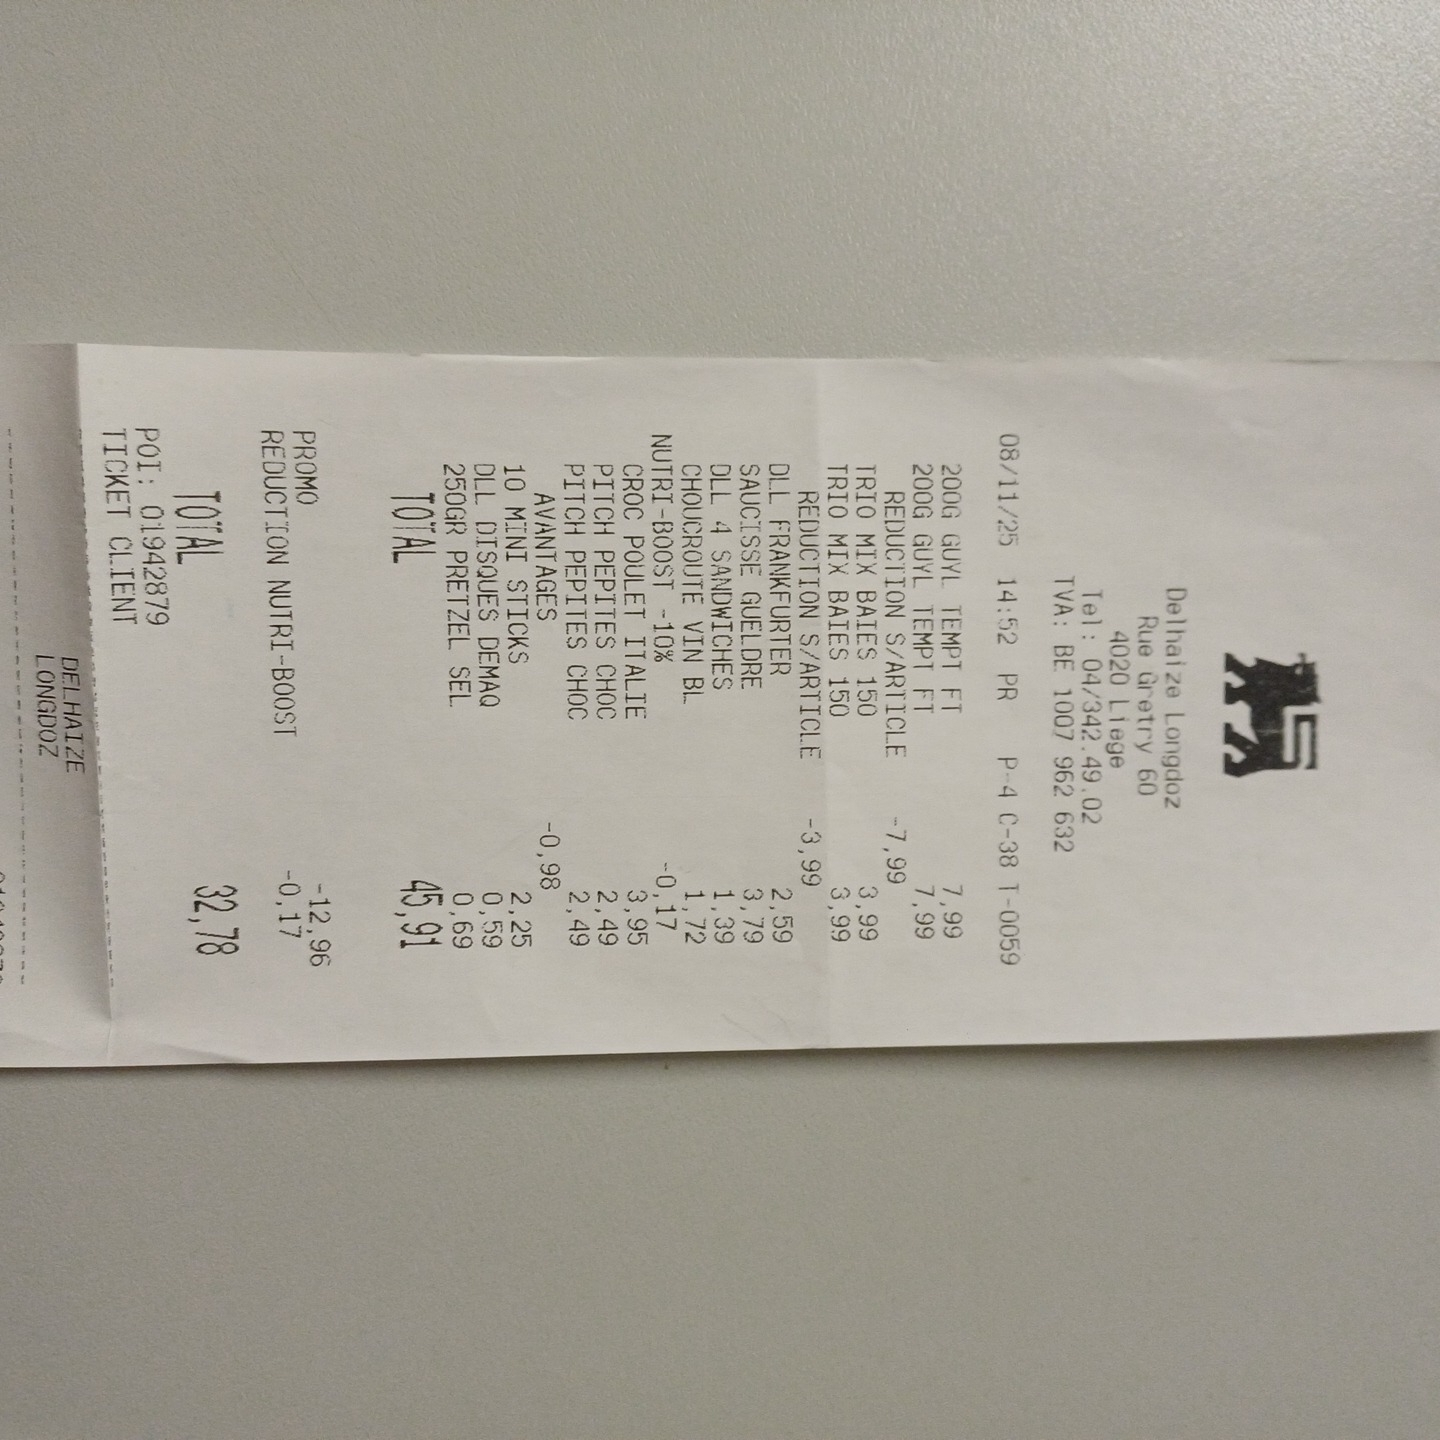 Delhaize Longdoz
Rue Gretry 60
4020 Liege
Tel: 04/342.49.02
TVA: BE 1007 962 632
08/11/25 14:52 PR P-4 C-38 T-0059
200G GUYL TEMPT FT 7,99
200G GUYL TEMPT FT 7,99
REDUCTION S/ARTICLE -7,99
TRIO MIX BAIES 150 3,99
TRIO MIX BAIES 150 3,99
REDUCTION S/ARTICLE -3,99
DLL FRANKFURTER 2,59
SAUCISSE GUELDRE 3,79
DLL 4 SANDWICHES 1,39
CHOUCROUTE VIN BL 1,72
NUTRI-BOOST -10% -0,17
CROC POULET ITALIE 3,95
PITCH PEPITES CHOC 2,49
PITCH PEPITES CHOC 2,49
AVANTAGES -0,98
10 MINI STICKS 2,25
DLL DISQUES DEMAQ 0,59
250GR PRETZEL SEL 0,69
TOTAL 45,91
PROMO -12,96
REDUCTION NUTRI-BOOST -0,17
TOTAL 32,78
POI: 01942879
TICKET CLIENT
DELHAIZE
LONGDOZ